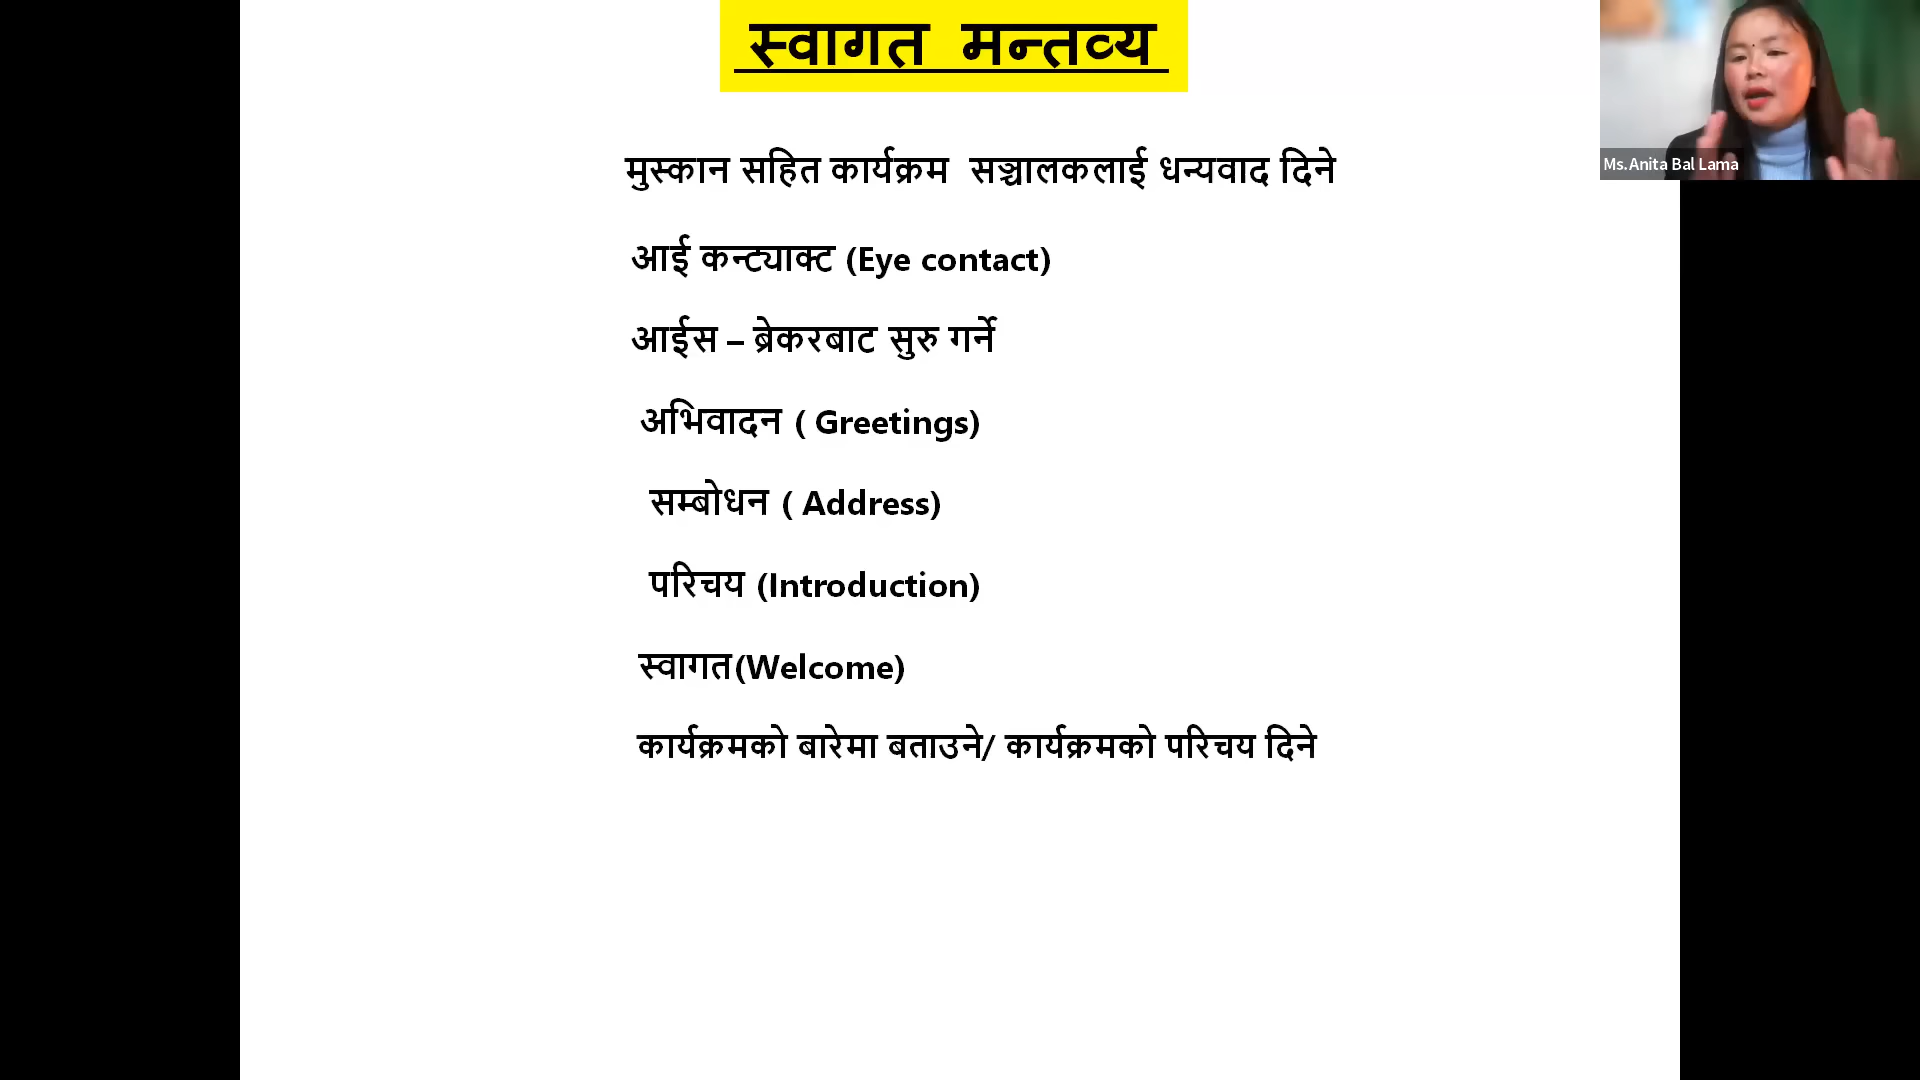 स्वागत मन्तव्य
मुस्कान सहित कार्यक्रम सञ्चालकलाई धन्यवाद दिने
Ms.Anita Bal Lama
आई कन्ट्याक्ट (Eye contact)
आईस – ब्रेकरबाट सुरु गर्ने
अभिवादन ( Greetings)
सम्बोधन ( Address)
परिचय (Introduction)
स्वागत(Welcome)
कार्यक्रमको बारेमा बताउने/ कार्यक्रमको परिचय दिने